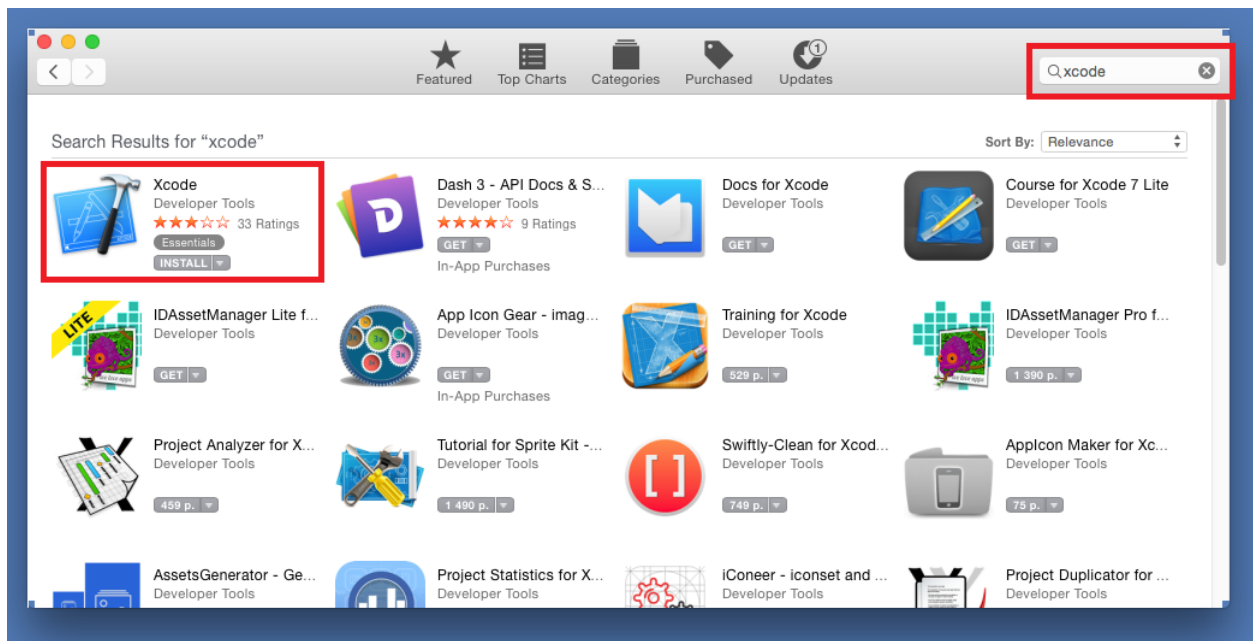 1
Featured Top Charts Categories Purchased Updates
xcode
Search Results for “xcode”
Sort By: Relevance
Xcode
Developer Tools
33 Ratings
Essentials
INSTALL
Dash 3 - API Docs & S...
Developer Tools
9 Ratings
GET
In-App Purchases
Docs for Xcode
Developer Tools
GET
Course for Xcode 7 Lite
Developer Tools
GET
LITE
IDAssetManager Lite f...
Developer Tools
GET
App Icon Gear - imag...
Developer Tools
GET
In-App Purchases
Training for Xcode
Developer Tools
529 р.
IDAssetManager Pro f...
Developer Tools
1 390 р.
Project Analyzer for X...
Developer Tools
459 р.
Tutorial for Sprite Kit -...
Developer Tools
1 490 р.
Swiftly-Clean for Xcod...
Developer Tools
749 р.
AppIcon Maker for Xc...
Developer Tools
75 р.
AssetsGenerator - Ge...
Developer Tools
Project Statistics for X...
Developer Tools
iConeer - iconset and ...
Developer Tools
Project Duplicator for ...
Developer Tools